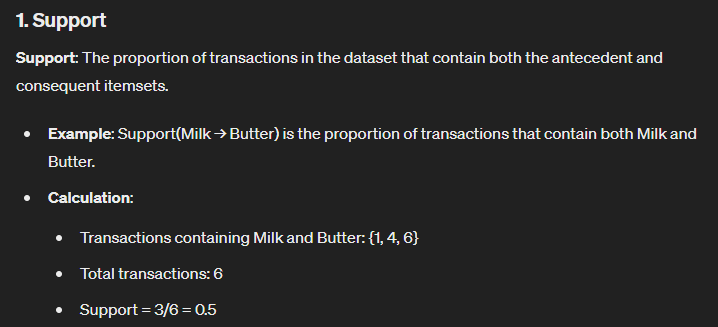 1. Support
Support: The proportion of transactions in the dataset that contain both the antecedent and
consequent itemsets.
• Example: Support(Milk → Butter) is the proportion of transactions that contain both Milk and
Butter.
• Calculation:
• Transactions containing Milk and Butter: {1, 4, 6}
• Total transactions: 6
• Support = 3/6 = 0.5